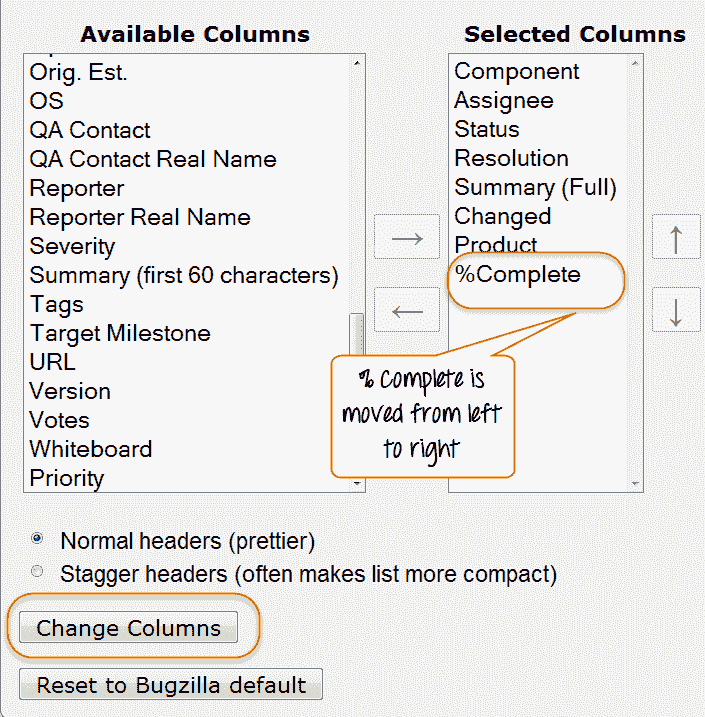 Available Columns
Orig. Est.
OS
QA Contact
QA Contact Real Name
Reporter
Reporter Real Name
Severity
Summary (first 60 characters)
Tags
Target Milestone
URL
Version
Votes
Whiteboard
Priority
Selected Columns
Component
Assignee
Status
Resolution
Summary (Full)
Changed
Product
%Complete
% Complete is
moved from left
to right
Normal headers (prettier)
Stagger headers (often makes list more compact)
Change Columns
Reset to Bugzilla default